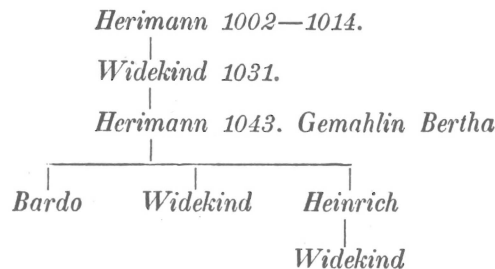 Herimann 1002—1014.
Widekind 1031.
Herimann 1043. Gemahlin Bertha
Bardo Widekind Heinrich
Widekind